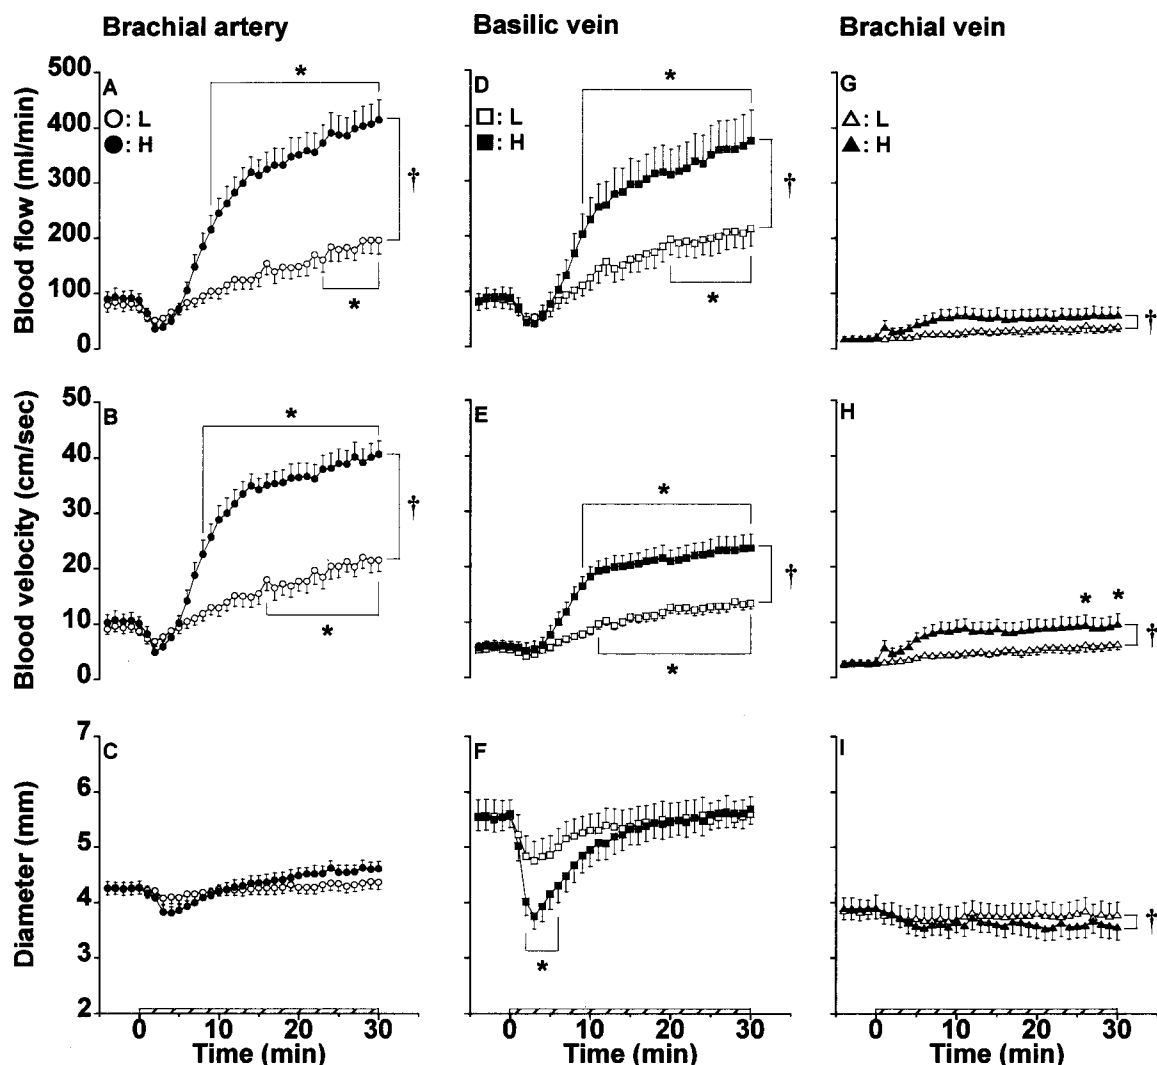 Brachial artery Basilic vein Brachial vein
Blood flow (ml/min)
500
400
300
200
100
0
A
○: L
●: H
*
†
*
D
□: L
■: H
*
†
*
G
△: L
▲: H
†
Blood velocity (cm/sec)
50
40
30
20
10
0
B
*
†
*
E
*
†
*
H
* *
†
Diameter (mm)
7
6
5
4
3
2
C
F
*
I
†
0 10 20 30
0 10 20 30
0 10 20 30
Time (min) Time (min) Time (min)